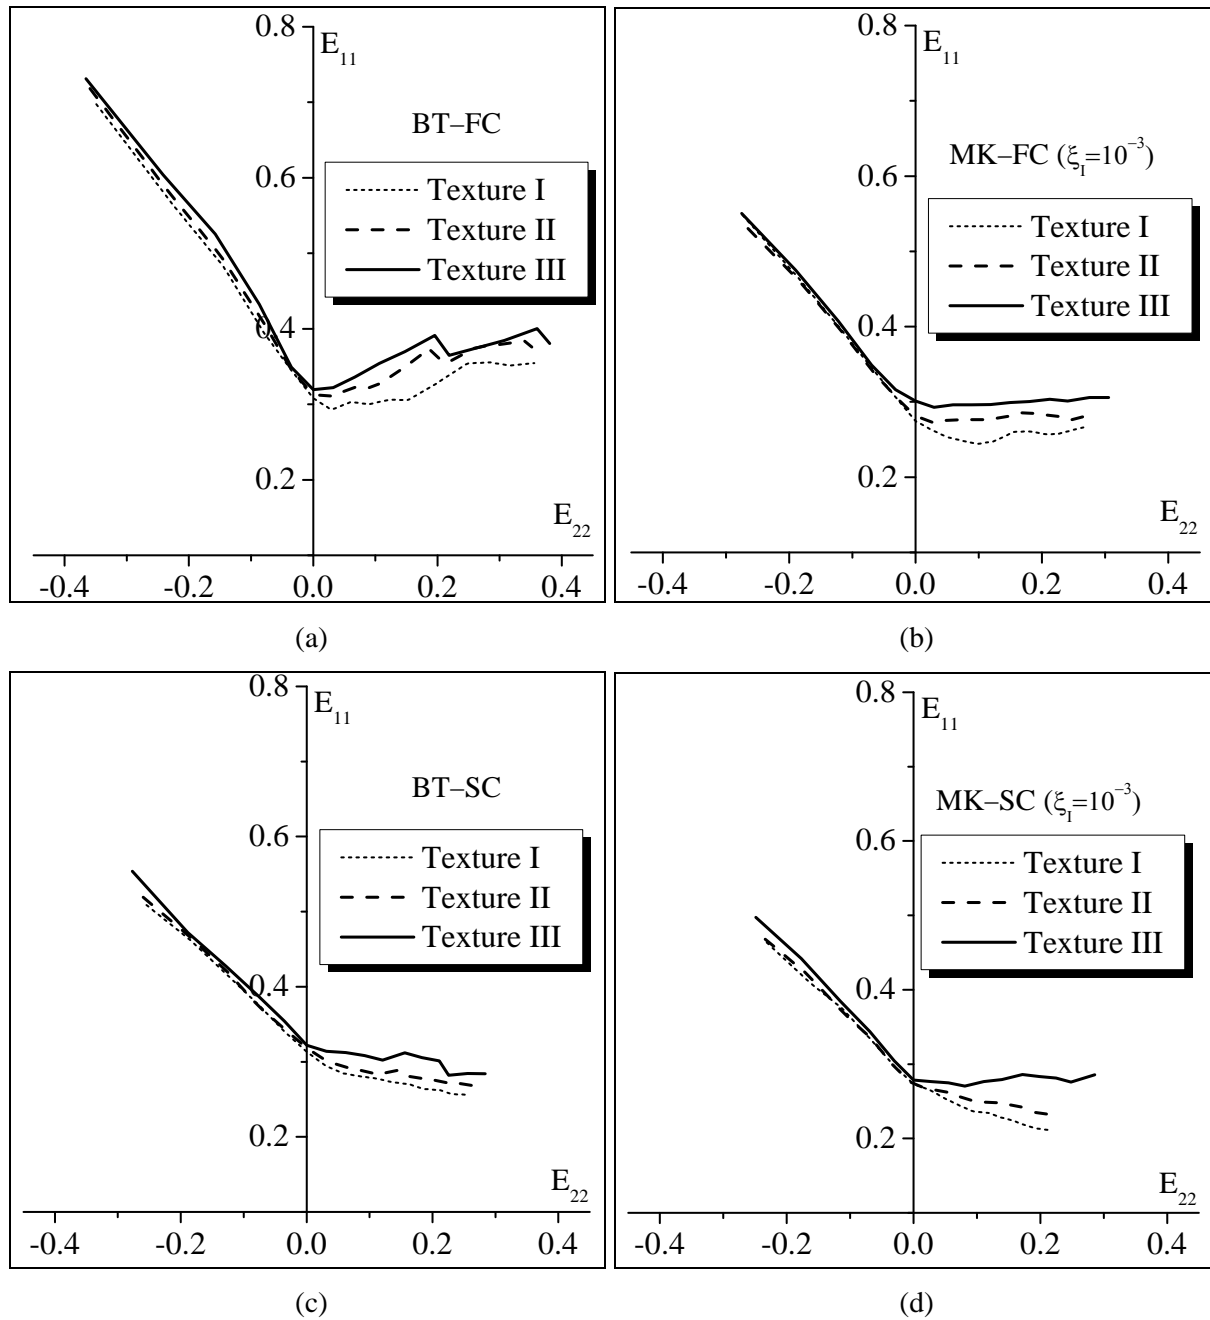 0.8
E11
BT–FC
0.6
Texture I
Texture II
Texture III
0.4
0.2
E22
-0.4 -0.2 0.0 0.2 0.4
(a)
0.8
E11
MK–FC (ξI=10−3)
0.6
Texture I
Texture II
Texture III
0.4
0.2
E22
-0.4 -0.2 0.0 0.2 0.4
(b)
0.8
E11
BT–SC
0.6
Texture I
Texture II
Texture III
0.4
0.2
E22
-0.4 -0.2 0.0 0.2 0.4
(c)
0.8
E11
MK–SC (ξI=10−3)
0.6
Texture I
Texture II
Texture III
0.4
0.2
E22
-0.4 -0.2 0.0 0.2 0.4
(d)